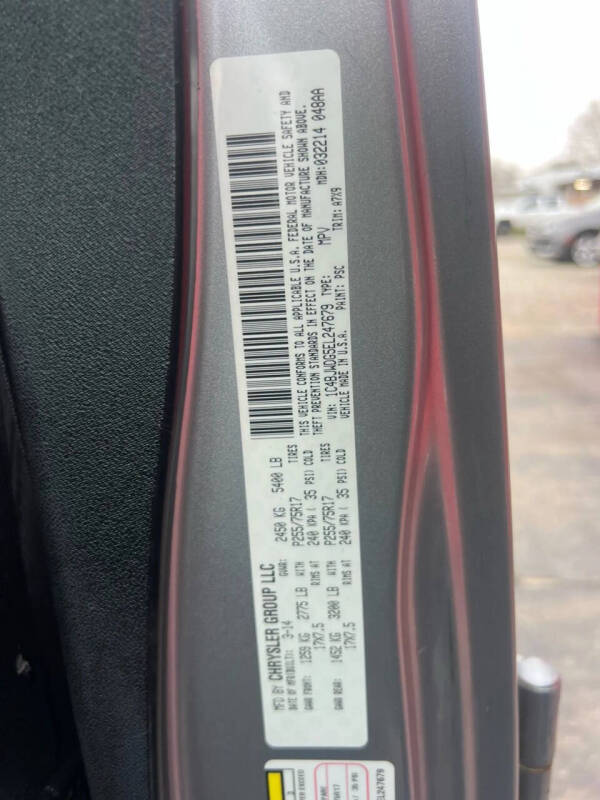 MFD BY CHRYSLER GROUP LLC
DATE OF MFR(BUILT): 3-14 GVWR: 2450 KG 5400 LB
GAWR FRONT: 1259 KG 2775 LB WITH P255/75R17 TIRES
17X7.5 RIMS AT 240 KPA ( 35 PSI) COLD
GAWR REAR: 1452 KG 3200 LB WITH P255/75R17 TIRES
17X7.5 RIMS AT 240 KPA ( 35 PSI) COLD
THIS VEHICLE CONFORMS TO ALL APPLICABLE U.S.A. FEDERAL MOTOR VEHICLE SAFETY AND
THEFT PREVENTION STANDARDS IN EFFECT ON THE DATE OF MANUFACTURE SHOWN ABOVE.
VIN: 1C4BJWDG5EL247679 TYPE: MPV MDH: 032214 048AA
VEHICLE MADE IN U.S.A. PAINT: PSC TRIM: A7X9
EL247679